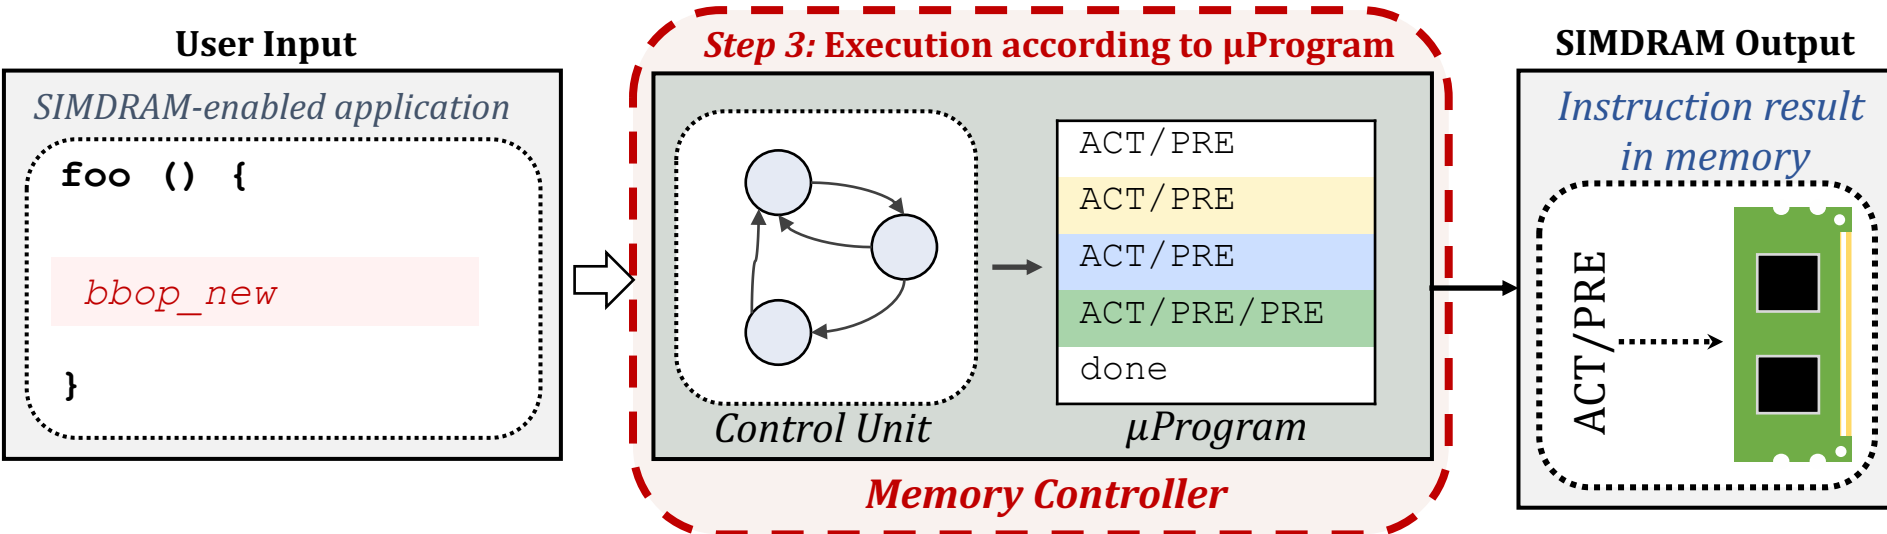 User Input
SIMDRAM-enabled application
foo () {
bbop_new
}
Step 3: Execution according to μProgram
Control Unit
ACT/PRE
ACT/PRE
ACT/PRE
ACT/PRE/PRE
done
μProgram
Memory Controller
SIMDRAM Output
Instruction result
in memory
ACT/PRE